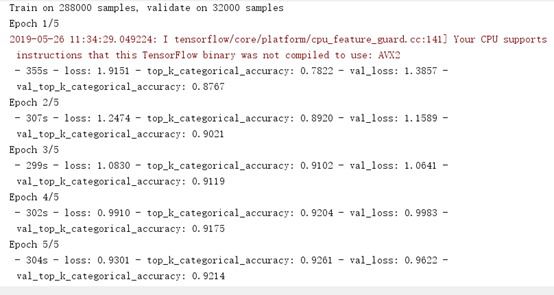 Train on 288000 samples, validate on 32000 samples
Epoch 1/5
2019-05-26 11:34:29.049224: I tensorflow/core/platform/cpu_feature_guard.cc:141] Your CPU supports
instructions that this TensorFlow binary was not compiled to use: AVX2
- 355s - loss: 1.9151 - top_k_categorical_accuracy: 0.7822 - val_loss: 1.3857 -
val_top_k_categorical_accuracy: 0.8767
Epoch 2/5
- 307s - loss: 1.2474 - top_k_categorical_accuracy: 0.8920 - val_loss: 1.1589 -
val_top_k_categorical_accuracy: 0.9021
Epoch 3/5
- 299s - loss: 1.0830 - top_k_categorical_accuracy: 0.9102 - val_loss: 1.0641 -
val_top_k_categorical_accuracy: 0.9119
Epoch 4/5
- 302s - loss: 0.9910 - top_k_categorical_accuracy: 0.9204 - val_loss: 0.9983 -
val_top_k_categorical_accuracy: 0.9175
Epoch 5/5
- 304s - loss: 0.9301 - top_k_categorical_accuracy: 0.9261 - val_loss: 0.9622 -
val_top_k_categorical_accuracy: 0.9214